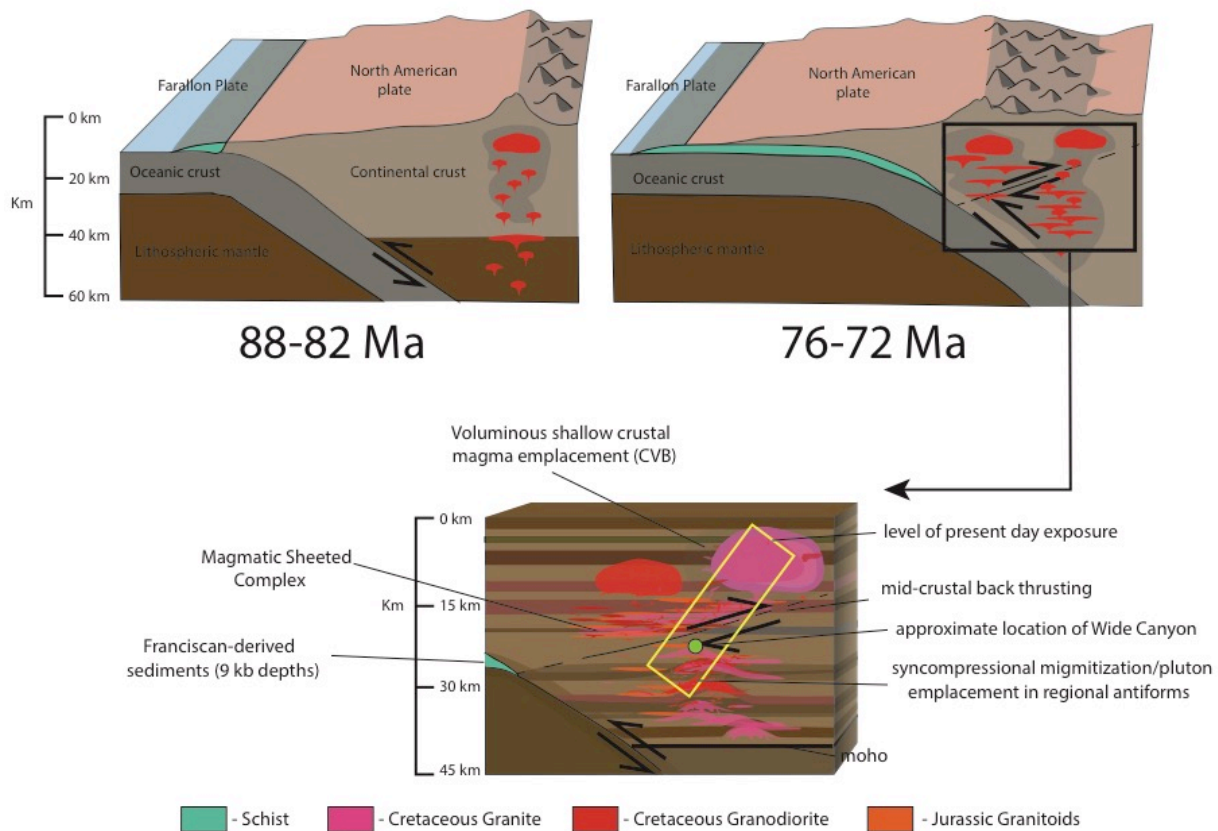 Farallon Plate
North American
plate
0 km
20 km
Km
40 km
60 km
Oceanic crust
Continental crust
Lithospheric mantle
88-82 Ma
Farallon Plate
North American
plate
Oceanic crust
Lithospheric mantle
76-72 Ma
Voluminous shallow crustal
magma emplacement (CVB)
Magmatic Sheeted
Complex
Franciscan-derived
sediments (9 kb depths)
0 km
Km
15 km
30 km
45 km
level of present day exposure
mid-crustal back thrusting
approximate location of Wide Canyon
syncompressional migmitization/pluton
emplacement in regional antiforms
moho
- Schist
- Cretaceous Granite
- Cretaceous Granodiorite
- Jurassic Granitoids